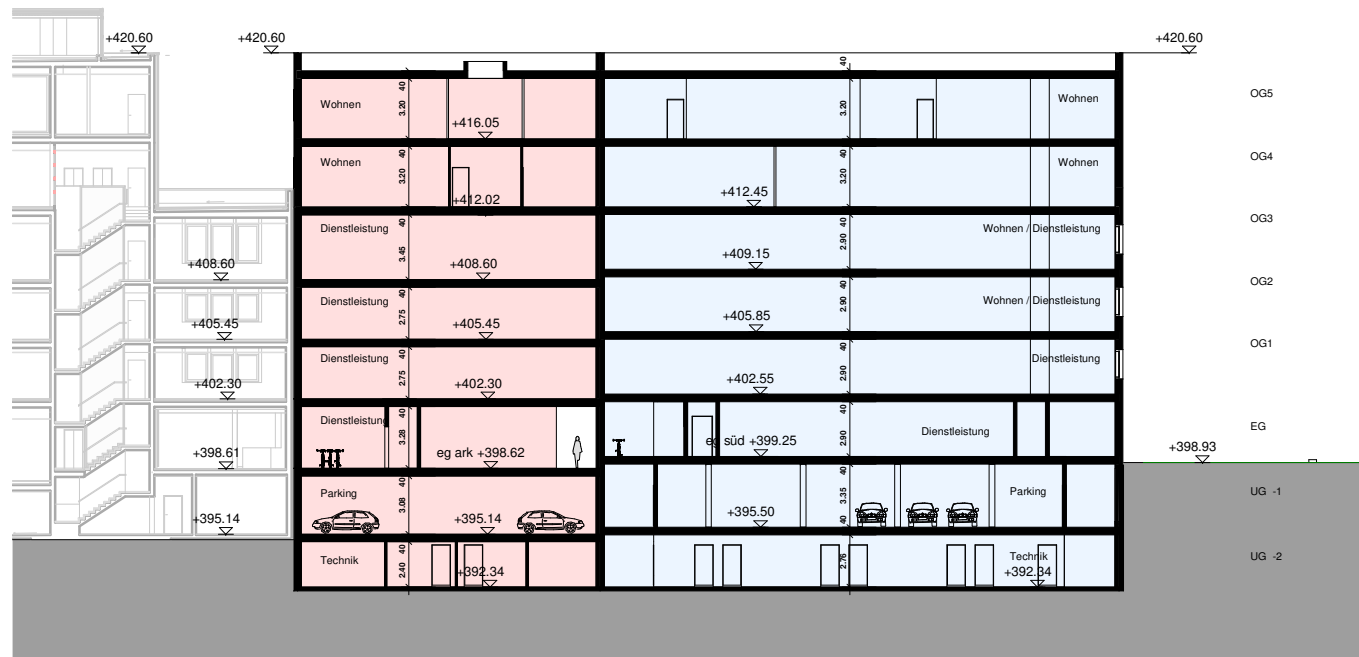 +420.60 +420.60 +420.60
40 40
Wohnen 3.20 3.20 Wohnen OG5
+416.05
40 40
Wohnen 3.20 3.20 Wohnen OG4
+412.02 +412.45
40 40
Dienstleistung Wohnen / Dienstleistung OG3
3.45 2.90
+408.60 +408.60 +409.15
40 40
Dienstleistung Wohnen / Dienstleistung OG2
2.75 2.90
+405.45 +405.45 +405.85
40 40
Dienstleistung Dienstleistung OG1
2.75 2.90
+402.30 +402.30 +402.55
40 40
Dienstleistung Dienstleistung EG
3.28 2.90
+398.61 eg ark +398.62 eg süd +399.25 +398.93
40 40
Parking Parking UG -1
3.08 3.35
+395.14 +395.14 +395.50
40 40
Technik Technik UG -2
2.40 2.76
+392.34 +392.34